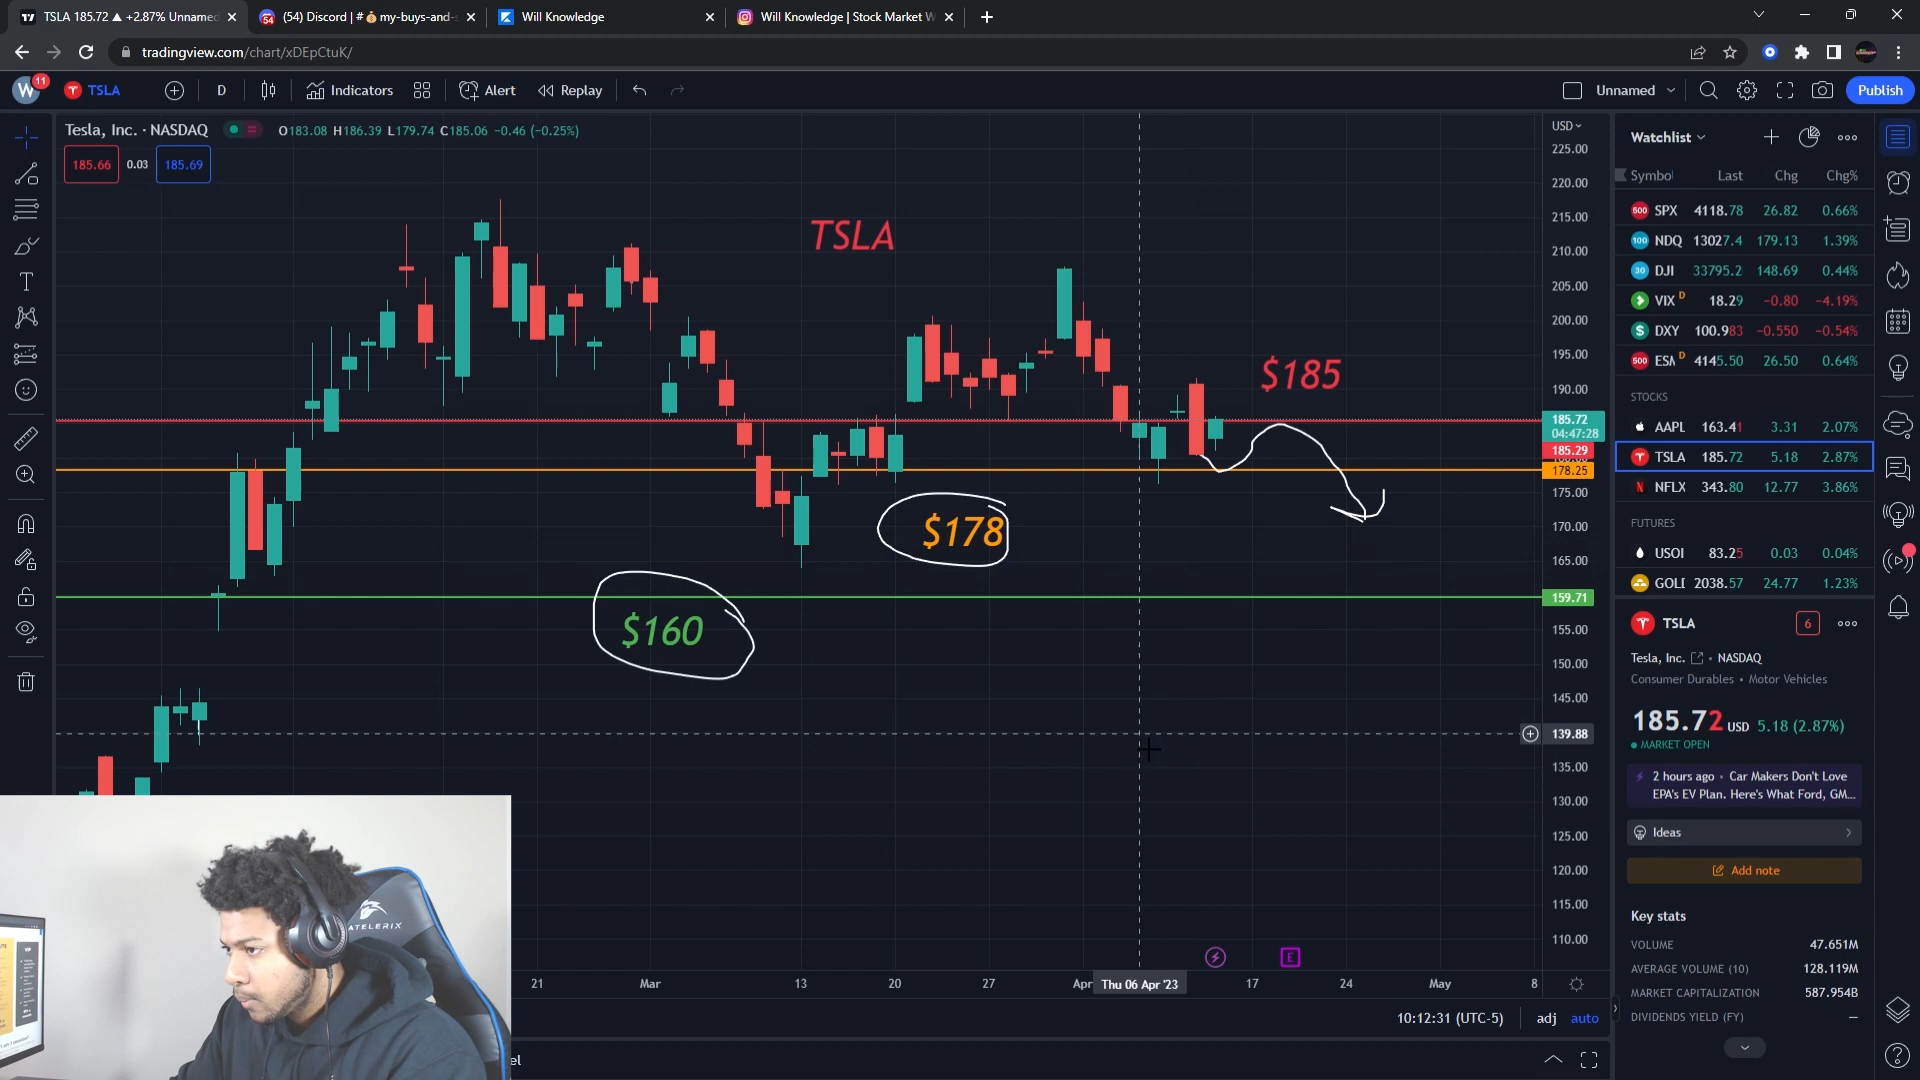 TSLA 185.72 ▲ +2.87% Unname
(54) Discord | #💰my-buys-and-s
Will Knowledge
Will Knowledge | Stock Market W
tradingview.com/chart/xDEpCtuK/
W
11
TSLA
D
Indicators
Alert
Replay
Unnamed
Publish
Tesla, Inc. · NASDAQ
O183.08 H186.39 L179.74 C185.06 −0.46 (−0.25%)
185.66 0.03 185.69
TSLA
$185
$178
$160
USD
225.00
220.00
215.00
210.00
205.00
200.00
195.00
190.00
185.72
04:47:28
185.29
178.25
175.00
170.00
165.00
159.71
155.00
150.00
145.00
139.88
135.00
130.00
125.00
120.00
115.00
110.00
E
21 Mar 13 20 27 Apr Thu 06 Apr '23 17 24 May 8
10:12:31 (UTC-5) adj auto
el
Watchlist
Symbol Last Chg Chg%
500 SPX 4118.78 26.82 0.66%
100 NDQ 13027.4 179.13 1.39%
30 DJI 33795.2 148.69 0.44%
VIX D 18.29 −0.80 −4.19%
$ DXY 100.983 −0.550 −0.54%
500 ESA D 4145.50 26.50 0.64%
STOCKS
AAPL 163.41 3.31 2.07%
TSLA 185.72 5.18 2.87%
N NFLX 343.80 12.77 3.86%
FUTURES
USOI 83.25 0.03 0.04%
GOLD 2038.57 24.77 1.23%
TSLA 6
Tesla, Inc. • NASDAQ
Consumer Durables • Motor Vehicles
185.72 USD 5.18 (2.87%)
MARKET OPEN
2 hours ago • Car Makers Don't Love
EPA's EV Plan. Here's What Ford, GM…
Ideas
Add note
Key stats
VOLUME 47.651M
AVERAGE VOLUME (10) 128.119M
MARKET CAPITALIZATION 587.954B
DIVIDENDS YIELD (FY) —
ATELERIX